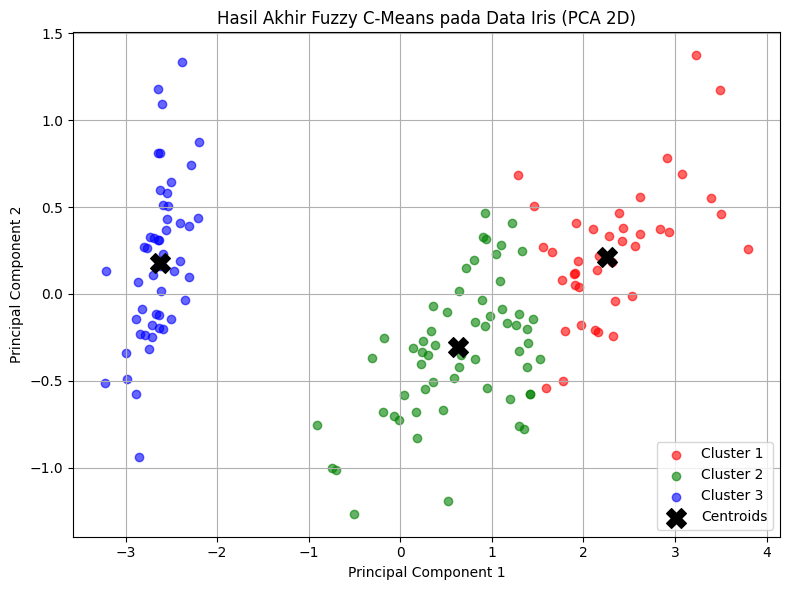 Hasil Akhir Fuzzy C-Means pada Data Iris (PCA 2D)
1.5
1.0
0.5
0.0
−0.5
−1.0
Principal Component 2
Cluster 1
Cluster 2
Cluster 3
Centroids
−3 −2 −1 0 1 2 3 4
Principal Component 1